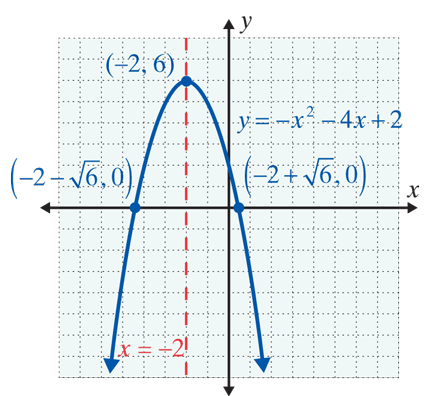 y
(–2, 6)
y = –x² – 4x + 2
(–2 – √6, 0)
(–2 + √6, 0)
x
x = –2